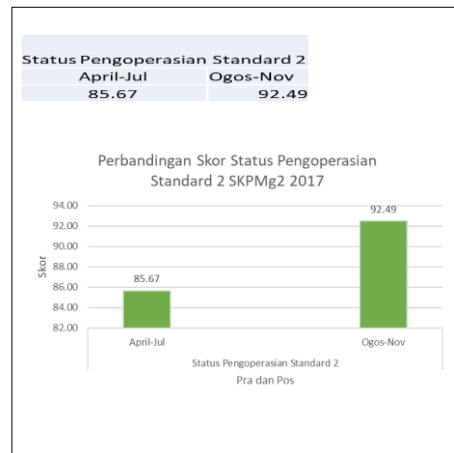 Status Pengoperasian Standard 2
April-Jul Ogos-Nov
85.67 92.49
Perbandingan Skor Status Pengoperasian
Standard 2 SKPMg2 2017
94.00
92.00
90.00
88.00
86.00
84.00
82.00
Skor
85.67
92.49
April-Jul Ogos-Nov
Status Pengoperasian Standard 2
Pra dan Pos